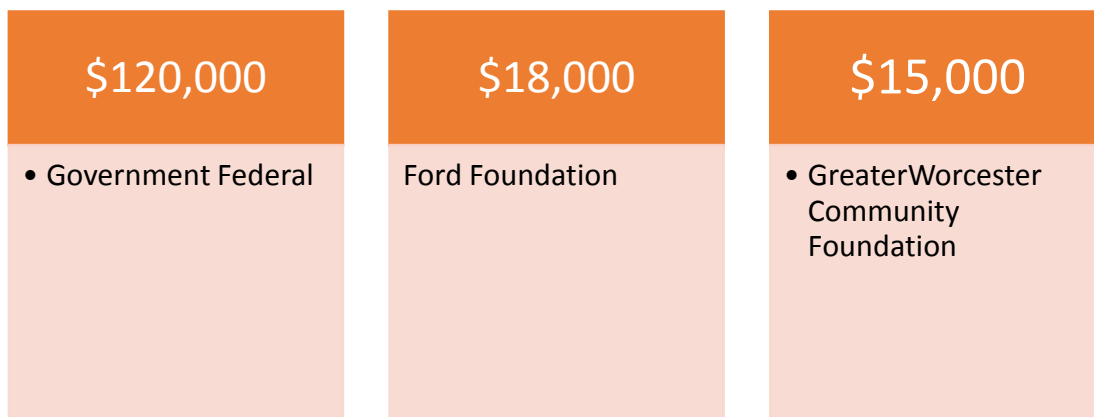 $120,000
• Government Federal
$18,000
Ford Foundation
$15,000
• GreaterWorcester
Community
Foundation